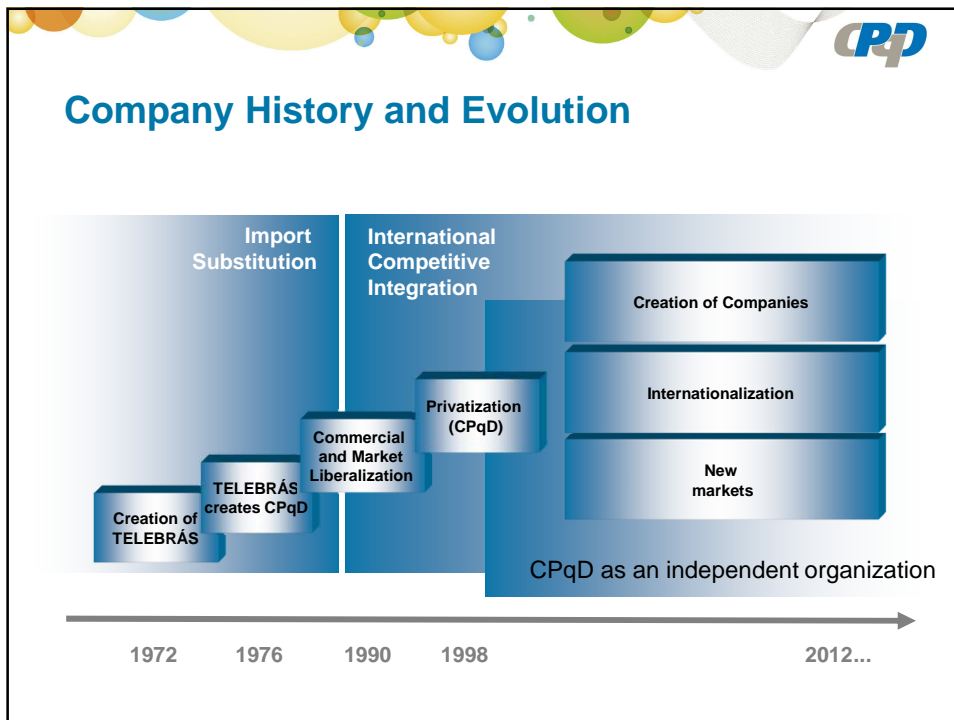 CPqD
Company History and Evolution
Import
Substitution
International
Competitive
Integration
Creation of
TELEBRÁS
TELEBRÁS
creates CPqD
Commercial
and Market
Liberalization
Privatization
(CPqD)
Creation of Companies
Internationalization
New
markets
CPqD as an independent organization
1972
1976
1990
1998
2012...